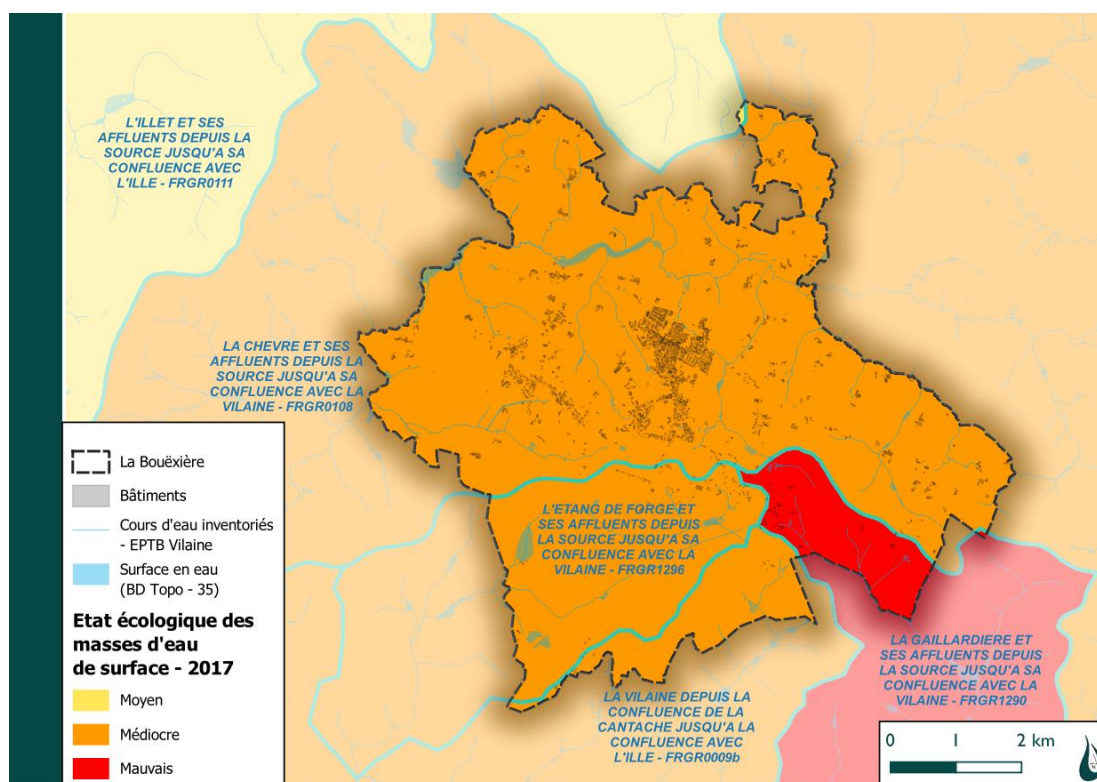 L'ILLET ET SES
AFFLUENTS DEPUIS LA
SOURCE JUSQU'A SA
CONFLUENCE AVEC
L'ILLE - FRGR0111
LA CHEVRE ET SES
AFFLUENTS DEPUIS LA
SOURCE JUSQU'A SA
CONFLUENCE AVEC LA
VILAINE - FRGR0108
L'ETANG DE FORGE ET
SES AFFLUENTS DEPUIS
LA SOURCE JUSQU'A SA
CONFLUENCE AVEC LA
VILAINE - FRGR1296
LA GAILLARDIERE ET
SES AFFLUENTS DEPUIS
LA SOURCE JUSQU'A SA
CONFLUENCE AVEC LA
VILAINE - FRGR1290
LA VILAINE DEPUIS LA
CONFLUENCE DE LA
CANTACHE JUSQU'A LA
CONFLUENCE AVEC
L'ILLE - FRGR0009b
La Bouëxière
Bâtiments
Cours d'eau inventoriés
- EPTB Vilaine
Surface en eau
(BD Topo - 35)
Etat écologique des
masses d'eau
de surface - 2017
Moyen
Médiocre
Mauvais
0 1 2 km